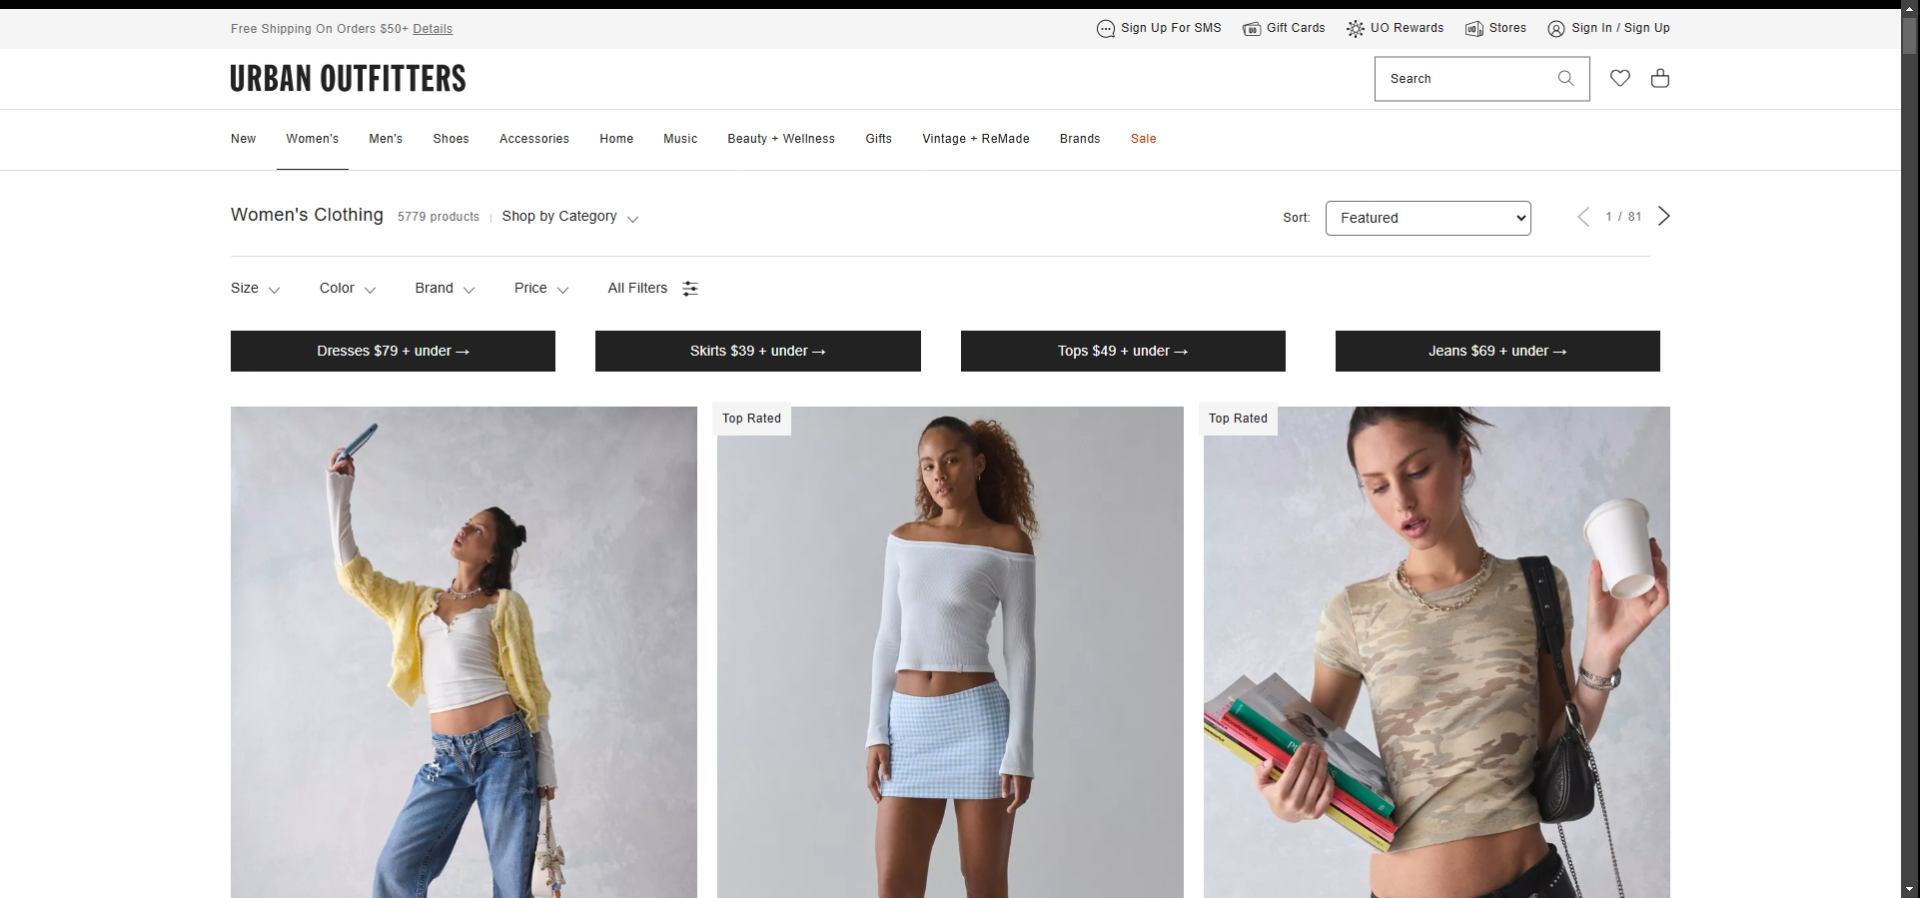 Free Shipping On Orders $50+ Details
Sign Up For SMS
Gift Cards
UO Rewards
Stores
Sign In / Sign Up
URBAN OUTFITTERS
Search
New
Women's
Men's
Shoes
Accessories
Home
Music
Beauty + Wellness
Gifts
Vintage + ReMade
Brands
Sale
Women's Clothing
5779 products
Shop by Category
Sort:
Featured
1 / 81
Size
Color
Brand
Price
All Filters
Dresses $79 + under →
Skirts $39 + under →
Tops $49 + under →
Jeans $69 + under →
Top Rated
Top Rated